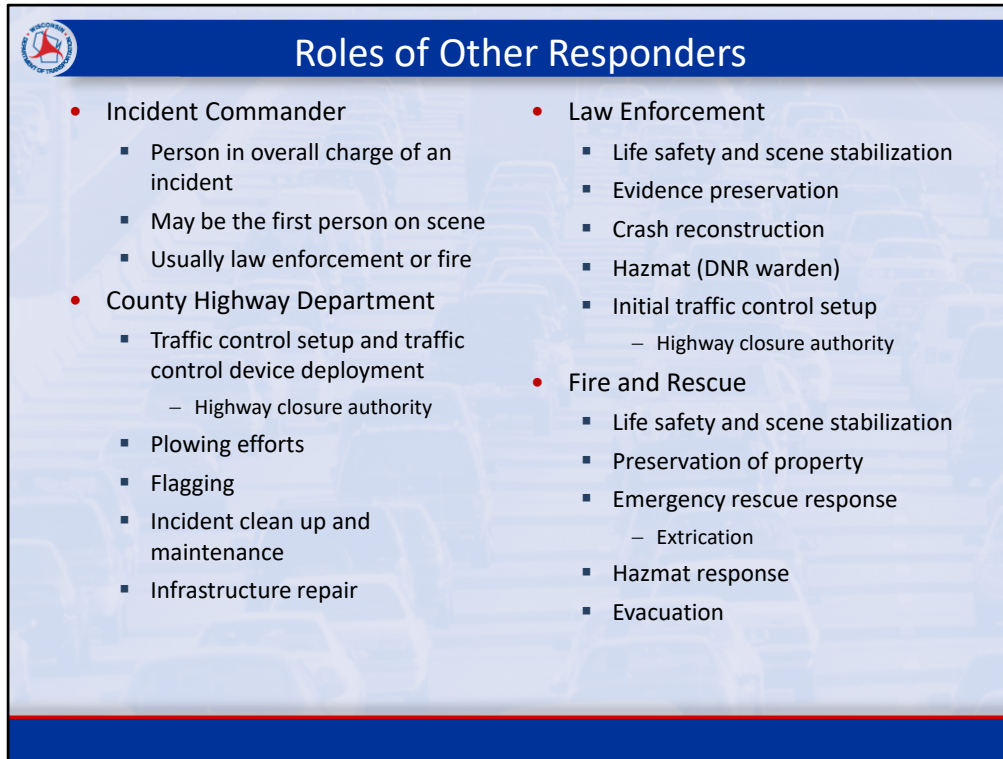 WISCONSIN
DEPARTMENT OF TRANSPORTATION
Roles of Other Responders
• Incident Commander
▪ Person in overall charge of an
incident
▪ May be the first person on scene
▪ Usually law enforcement or fire
• County Highway Department
▪ Traffic control setup and traffic
control device deployment
– Highway closure authority
▪ Plowing efforts
▪ Flagging
▪ Incident clean up and
maintenance
▪ Infrastructure repair
• Law Enforcement
▪ Life safety and scene stabilization
▪ Evidence preservation
▪ Crash reconstruction
▪ Hazmat (DNR warden)
▪ Initial traffic control setup
– Highway closure authority
• Fire and Rescue
▪ Life safety and scene stabilization
▪ Preservation of property
▪ Emergency rescue response
– Extrication
▪ Hazmat response
▪ Evacuation